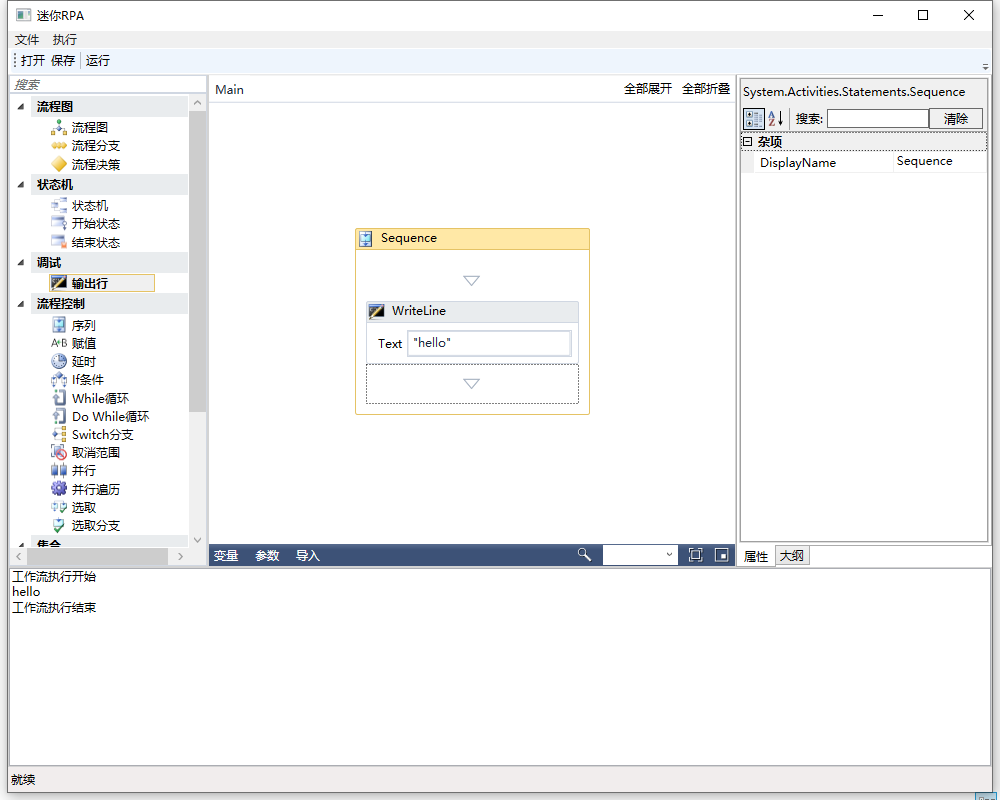 迷你RPA
文件 执行
打开 保存 运行
搜索
流程图
流程图
流程分支
流程决策
状态机
状态机
开始状态
结束状态
调试
输出行
流程控制
序列
A+B 赋值
延时
If条件
While循环
Do While循环
Switch分支
取消范围
并行
并行遍历
选取
选取分支
集合
Main 全部展开 全部折叠
Sequence
WriteLine
Text "hello"
变量 参数 导入
System.Activities.Statements.Sequence
搜索: 清除
杂项
DisplayName Sequence
属性 大纲
工作流执行开始
hello
工作流执行结束
就续